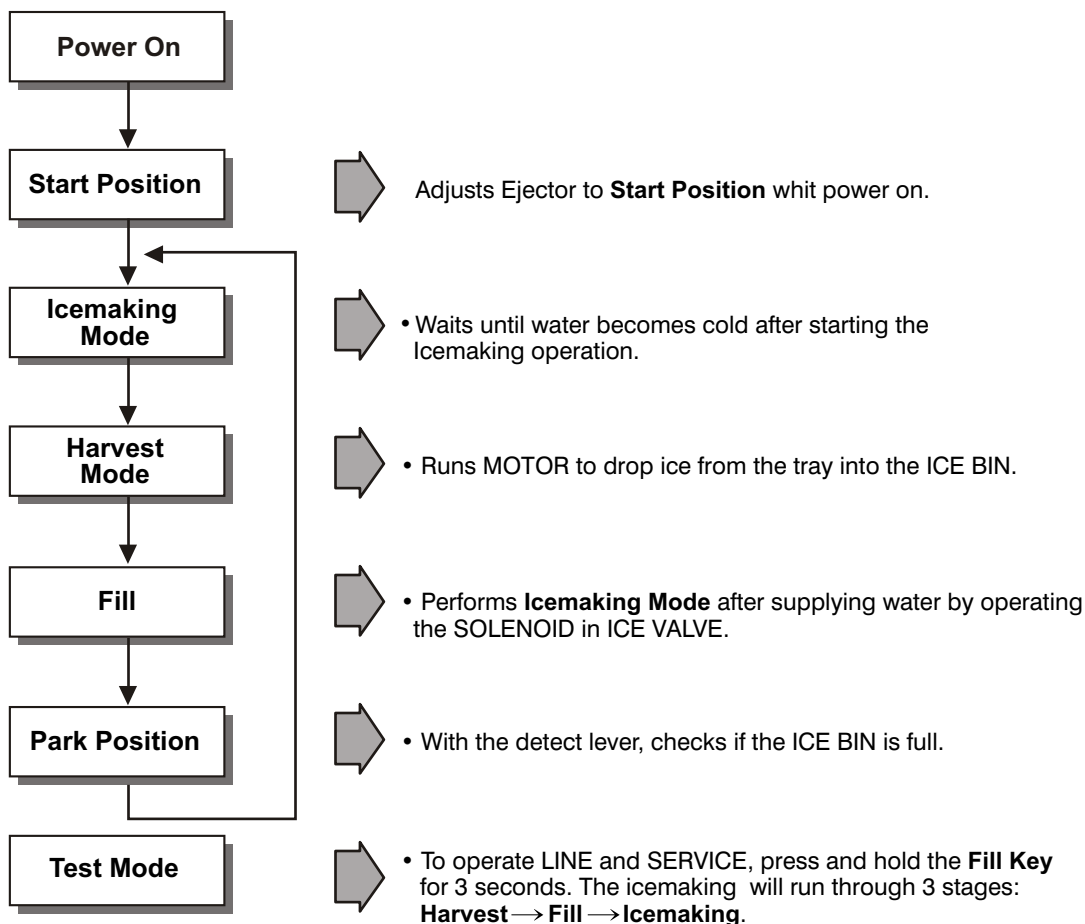 Power On
Start Position
Adjusts Ejector to Start Position whit power on.
Icemaking
Mode
• Waits until water becomes cold after starting the
Icemaking operation.
Harvest
Mode
• Runs MOTOR to drop ice from the tray into the ICE BIN.
Fill
• Performs Icemaking Mode after supplying water by operating
the SOLENOID in ICE VALVE.
Park Position
• With the detect lever, checks if the ICE BIN is full.
Test Mode
• To operate LINE and SERVICE, press and hold the Fill Key
for 3 seconds. The icemaking will run through 3 stages:
Harvest→Fill→Icemaking.